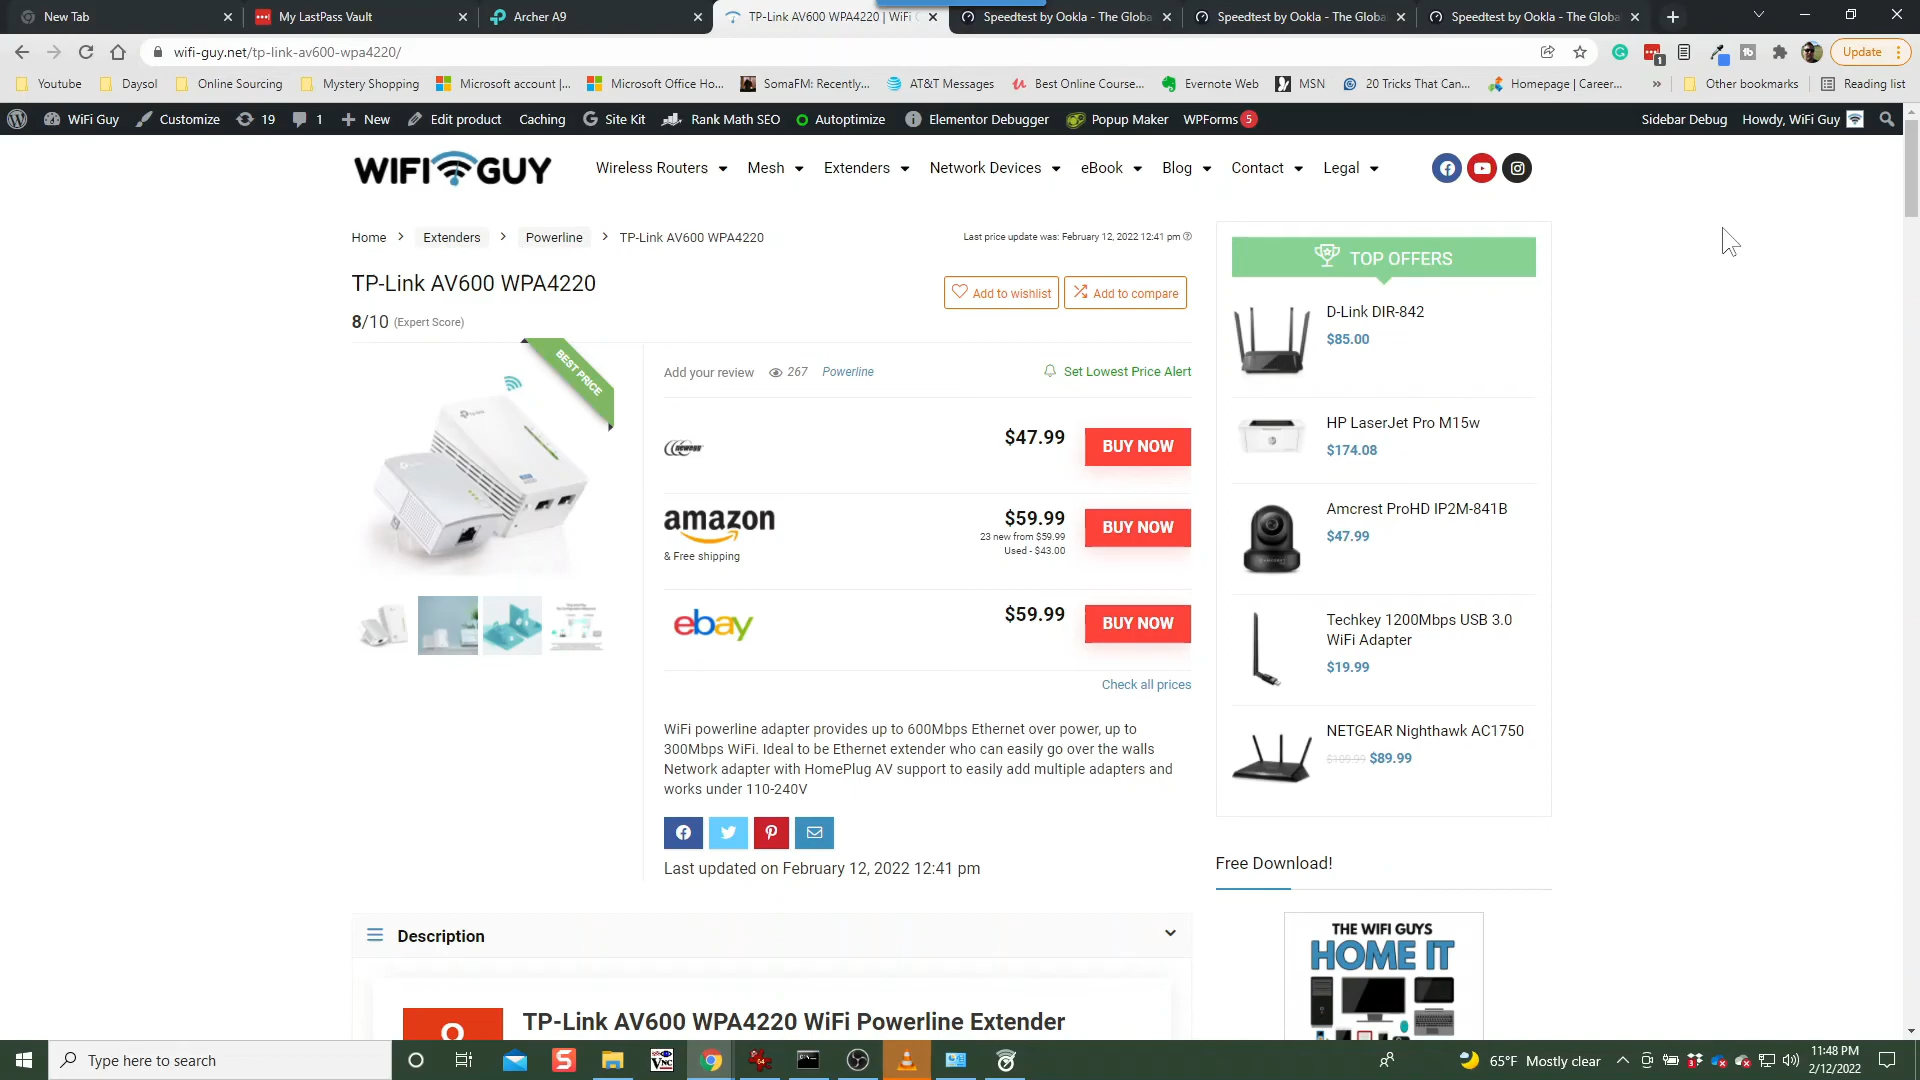 New Tab
My LastPass Vault
Archer A9
TP-Link AV600 WPA4220 | WiFi
Speedtest by Ookla - The Globa
Speedtest by Ookla - The Globa
Speedtest by Ookla - The Globa
wifi-guy.net/tp-link-av600-wpa4220/
1
Update
Youtube
Daysol
Online Sourcing
Mystery Shopping
Microsoft account |...
Microsoft Office Ho...
SomaFM: Recently...
AT&T Messages
Best Online Course...
Evernote Web
MSN
20 Tricks That Can...
Homepage | Career...
»
Other bookmarks
Reading list
WiFi Guy
Customize
19
1
New
Edit product
Caching
Site Kit
Rank Math SEO
Autoptimize
Elementor Debugger
Popup Maker
WPForms 5
Sidebar Debug
Howdy, WiFi Guy
WIFI GUY
Wireless Routers
Mesh
Extenders
Network Devices
eBook
Blog
Contact
Legal
Home > Extenders > Powerline > TP-Link AV600 WPA4220
Last price update was: February 12, 2022 12:41 pm
TP-Link AV600 WPA4220
Add to wishlist
Add to compare
8/10 (Expert Score)
BEST PRICE
Add your review
267
Powerline
Set Lowest Price Alert
newegg
$47.99
BUY NOW
amazon
& Free shipping
$59.99
23 new from $59.99
Used - $43.00
BUY NOW
ebay
$59.99
BUY NOW
Check all prices
WiFi powerline adapter provides up to 600Mbps Ethernet over power, up to
300Mbps WiFi. Ideal to be Ethernet extender who can easily go over the walls
Network adapter with HomePlug AV support to easily add multiple adapters and
works under 110-240V
Last updated on February 12, 2022 12:41 pm
Description
TP-Link AV600 WPA4220 WiFi Powerline Extender
TOP OFFERS
D-Link DIR-842
$85.00
HP LaserJet Pro M15w
$174.08
Amcrest ProHD IP2M-841B
$47.99
Techkey 1200Mbps USB 3.0
WiFi Adapter
$19.99
NETGEAR Nighthawk AC1750
$109.99 $89.99
Free Download!
THE WIFI GUYS
HOME IT
Type here to search
65°F Mostly clear
11:48 PM
2/12/2022